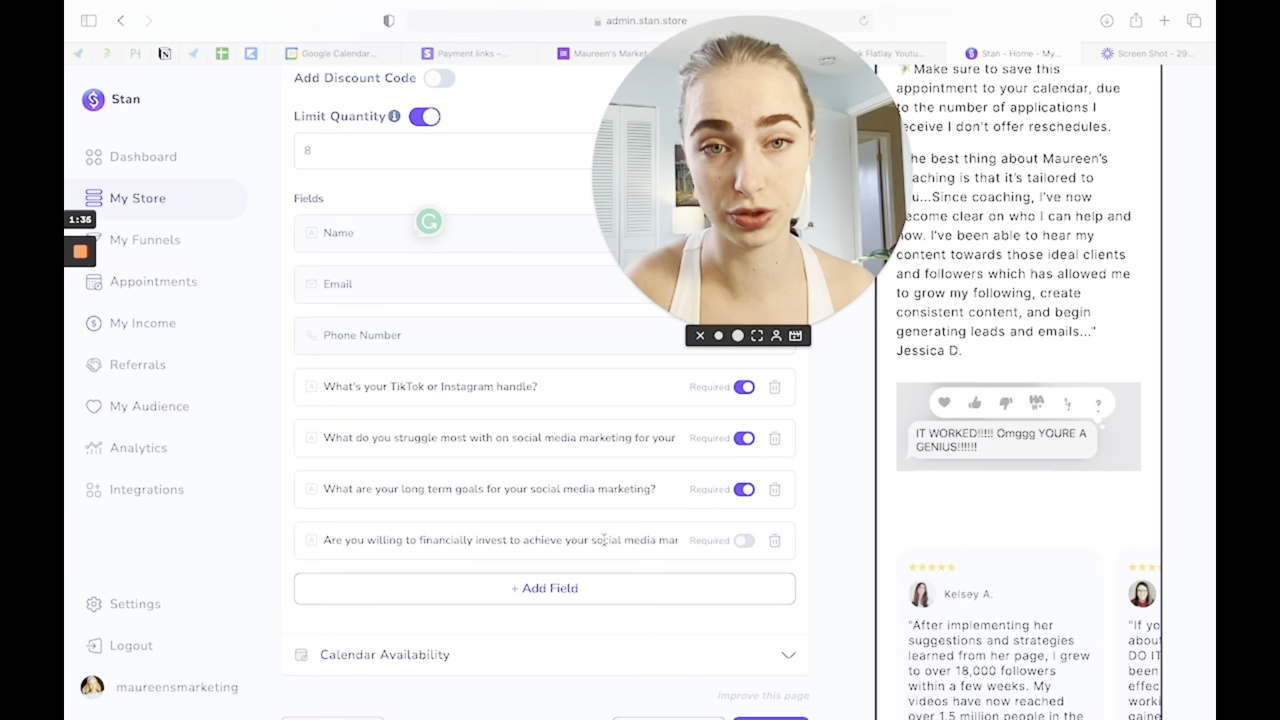 admin.stan.store
Google Calendar...
Payment links –...
Maureen's Market
Flatlay Youtu...
Stan - Home - My...
Screen Shot - 29...
Stan
Dashboard
My Store
1:35
My Funnels
Appointments
My Income
Referrals
My Audience
Analytics
Integrations
Settings
Logout
maureensmarketing
Add Discount Code
Limit Quantity
8
Fields
Name
Email
Phone Number
What's your TikTok or Instagram handle? Required
What do you struggle most with on social media marketing for your Required
What are your long term goals for your social media marketing? Required
Are you willing to financially invest to achieve your social media mar Required
+ Add Field
Calendar Availability
Improve this page
Make sure to save this
appointment to your calendar, due
to the number of applications I
receive I don't offer reschedules.
The best thing about Maureen's
coaching is that it's tailored to
Since coaching, I've now
become clear on who I can help and
how. I've been able to hear my
content towards those ideal clients
and followers which has allowed me
to grow my following, create
consistent content, and begin
generating leads and emails..."
Jessica D.
HA
IT WORKED!!!!! Omggg YOURE A
GENIUS!!!!!!
Kelsey A.
"After implementing her
suggestions and strategies
learned from her page, I grew
to over 18,000 followers
within a few weeks. My
videos have now reached
over 1.5 million people in the
"If yo
about
DO IT
been
effec
worki
gaine